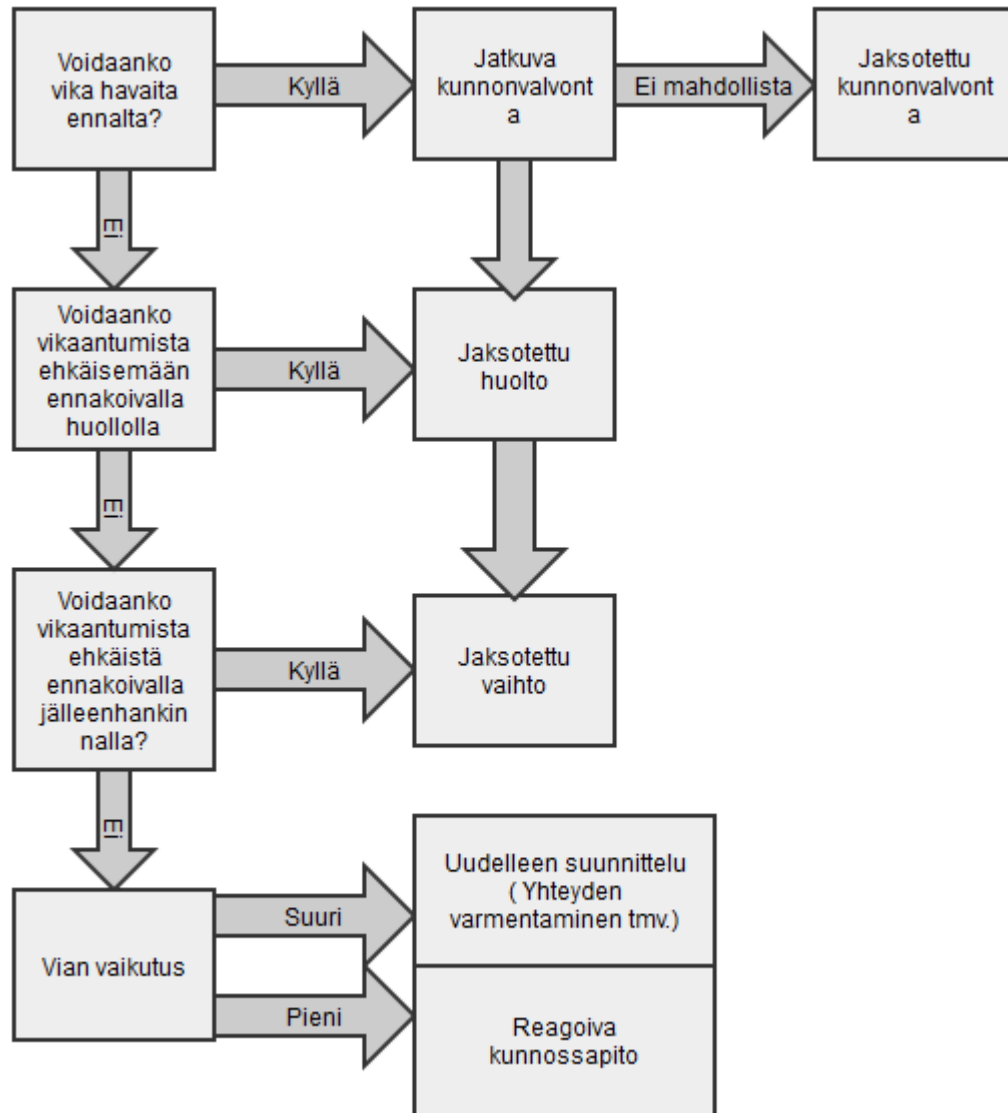 Voidaanko
vika havaita
ennalta?
Kyllä
Jatkuva
kunnonvalvont
a
Ei mahdollista
Jaksotettu
kunnonvalvont
a
Ei
Voidaanko
vikaantumista
ehkäisemään
ennakoivalla
huollolla
Kyllä
Jaksotettu
huolto
Ei
Voidaanko
vikaantumista
ehkäistä
ennakoivalla
jälleenhankin
nalla?
Kyllä
Jaksotettu
vaihto
Ei
Vian vaikutus
Suuri
Uudelleen suunnittelu
( Yhteyden
varmentaminen tmv.)
Pieni
Reagoiva
kunnossapito